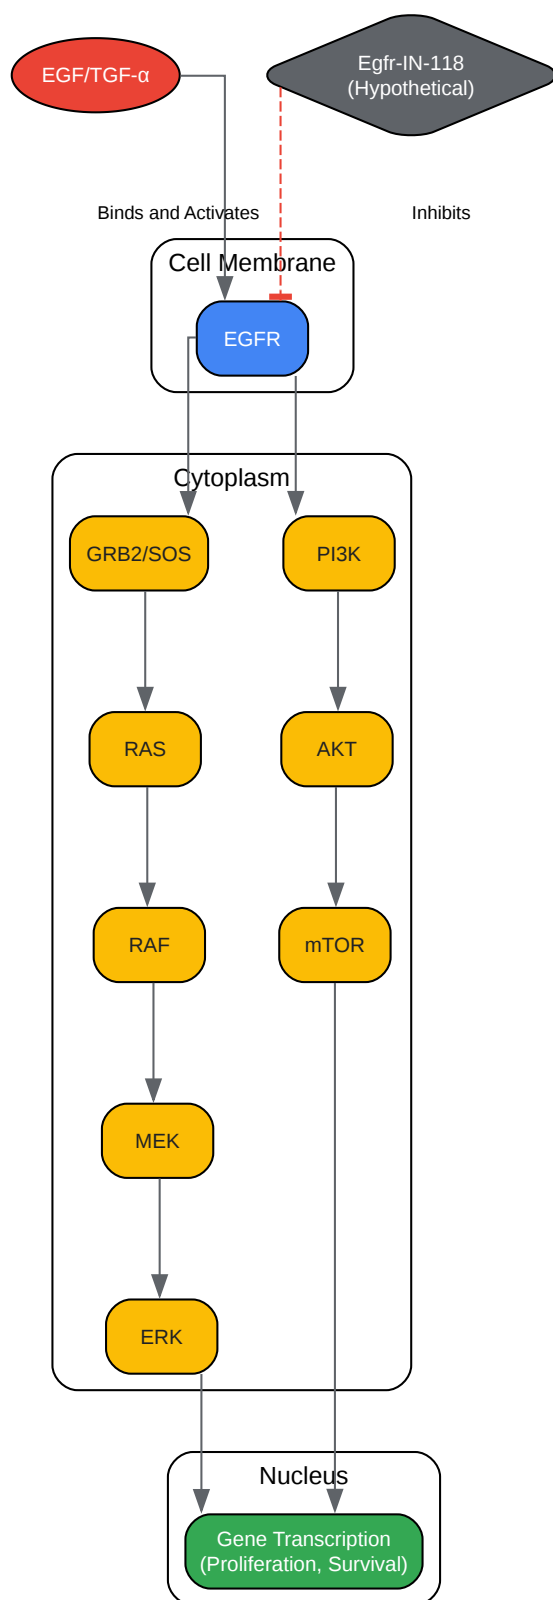 EGF/TGF-α
Egfr-IN-118
(Hypothetical)
Binds and Activates
Inhibits
Cell Membrane
EGFR
Cytoplasm
GRB2/SOS
PI3K
RAS
AKT
RAF
mTOR
MEK
ERK
Nucleus
Gene Transcription
(Proliferation, Survival)